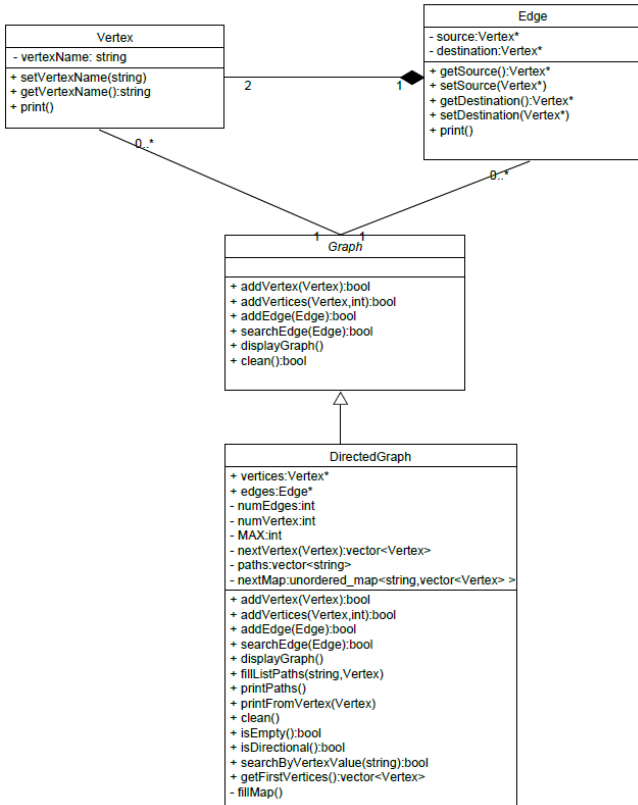 Vertex
- vertexName: string
+ setVertexName(string)
+ getVertexName():string
+ print()
Edge
- source:Vertex*
- destination:Vertex*
+ getSource():Vertex*
+ setSource(Vertex*)
+ getDestination():Vertex*
+ setDestination(Vertex*)
+ print()
2
1
0..*
0..*
1
1
Graph
+ addVertex(Vertex):bool
+ addVertices(Vertex,int):bool
+ addEdge(Edge):bool
+ searchEdge(Edge):bool
+ displayGraph()
+ clean():bool
DirectedGraph
+ vertices:Vertex*
+ edges:Edge*
- numEdges:int
- numVertex:int
- MAX:int
- nextVertex(Vertex):vector<Vertex>
- paths:vector<string>
- nextMap:unordered_map<string,vector<Vertex> >
+ addVertex(Vertex):bool
+ addVertices(Vertex,int):bool
+ addEdge(Edge):bool
+ searchEdge(Edge):bool
+ displayGraph()
+ fillListPaths(string,Vertex)
+ printPaths()
+ printFromVertex(Vertex)
+ clean()
+ isEmpty():bool
+ isDirectional():bool
+ searchByVertexValue(string):bool
+ getFirstVertices():vector<Vertex>
- fillMap()